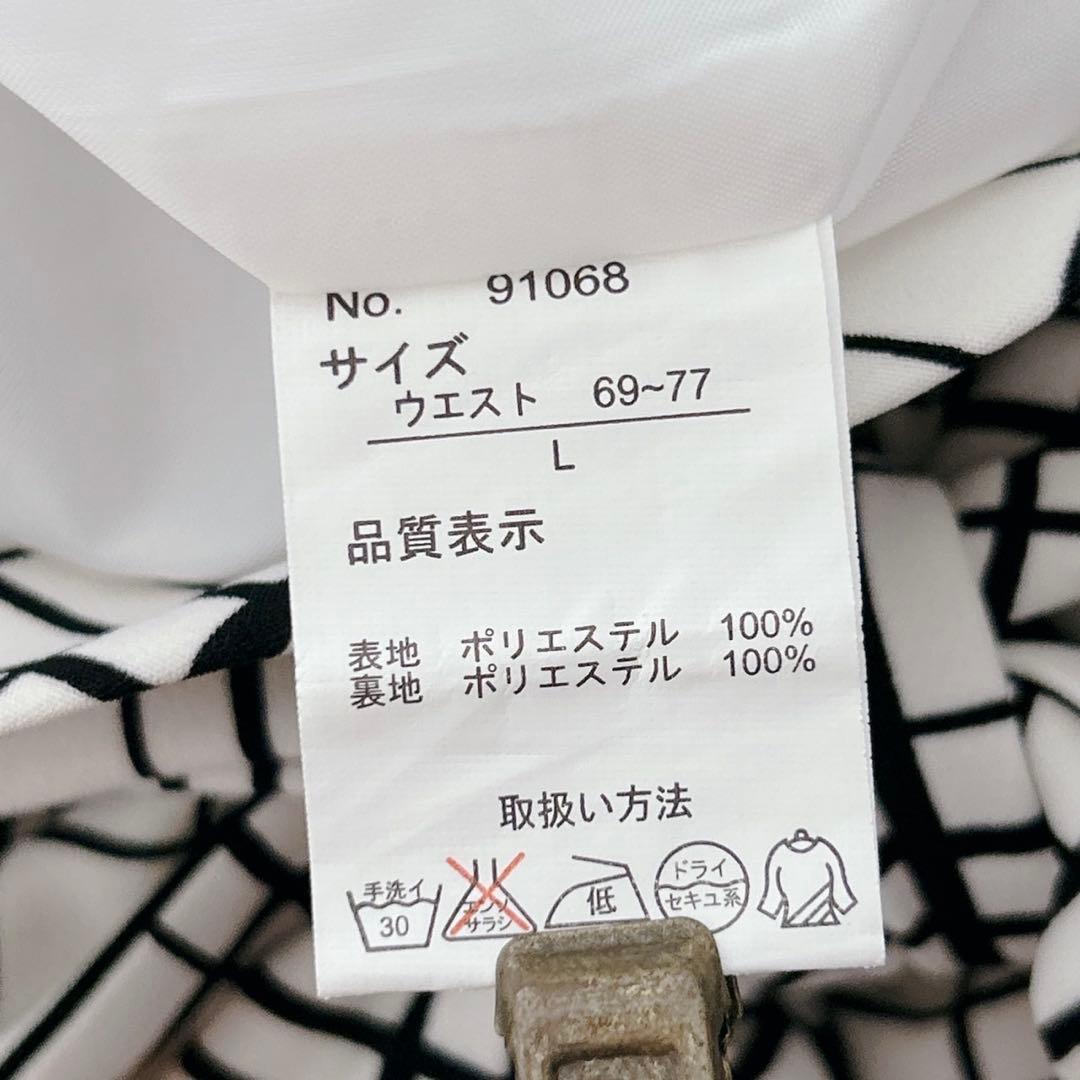 No. 91068
サイズ
ウエスト 69~77
L
品質表示
表地 ポリエステル 100%
裏地 ポリエステル 100%
取扱い方法
手洗イ
30
エンソ
サラシ
低
ドライ
セキユ系